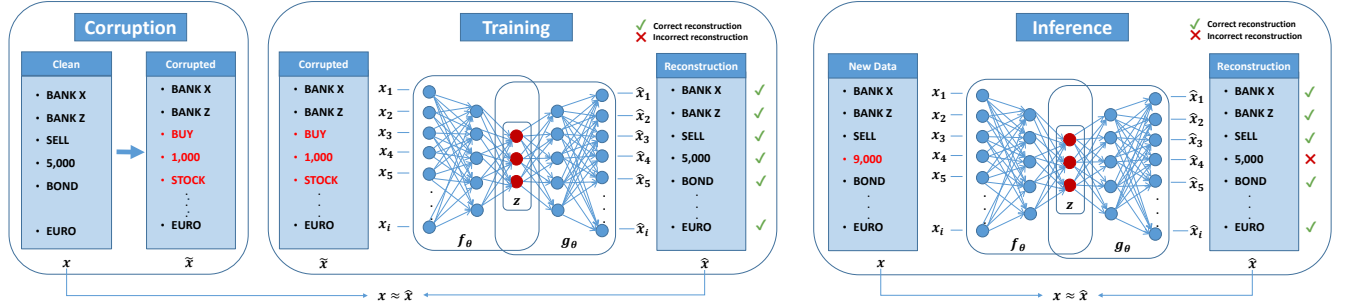 Corruption
Clean
• BANK X
• BANK Z
• SELL
• 5,000
• BOND
• EURO
x
Corrupted
• BANK X
• BANK Z
• BUY
• 1,000
• STOCK
• EURO
x̃
Training
✓ Correct reconstruction
✗ Incorrect reconstruction
Corrupted
• BANK X
• BANK Z
• BUY
• 1,000
• STOCK
• EURO
x̃
x₁
x₂
x₃
x₄
x₅
xᵢ
z
f_θ
g_θ
x̂₁
x̂₂
x̂₃
x̂₄
x̂₅
x̂ᵢ
Reconstruction
• BANK X ✓
• BANK Z ✓
• SELL ✓
• 5,000 ✓
• BOND ✓
• EURO ✓
x̂
x ≈ x̂
Inference
✓ Correct reconstruction
✗ Incorrect reconstruction
New Data
• BANK X
• BANK Z
• SELL
• 9,000
• BOND
• EURO
x
x₁
x₂
x₃
x₄
x₅
xᵢ
z
f_θ
g_θ
x̂₁
x̂₂
x̂₃
x̂₄
x̂₅
x̂ᵢ
Reconstruction
• BANK X ✓
• BANK Z ✓
• SELL ✓
• 5,000 ✗
• BOND ✓
• EURO ✓
x̂
x ≈ x̂